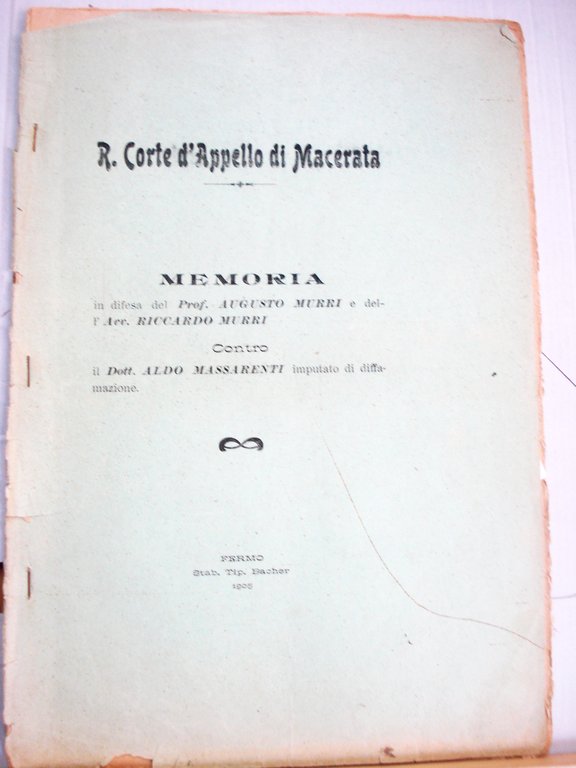 R. Corte d'Appello di Macerata
MEMORIA
in difesa del Prof. AUGUSTO MURRI e del-
l' Avv. RICCARDO MURRI
Contro
il Dott. ALDO MASSARENTI imputato di diffa-
mazione.
FERMO
Stab. Tip. Bacher
1905